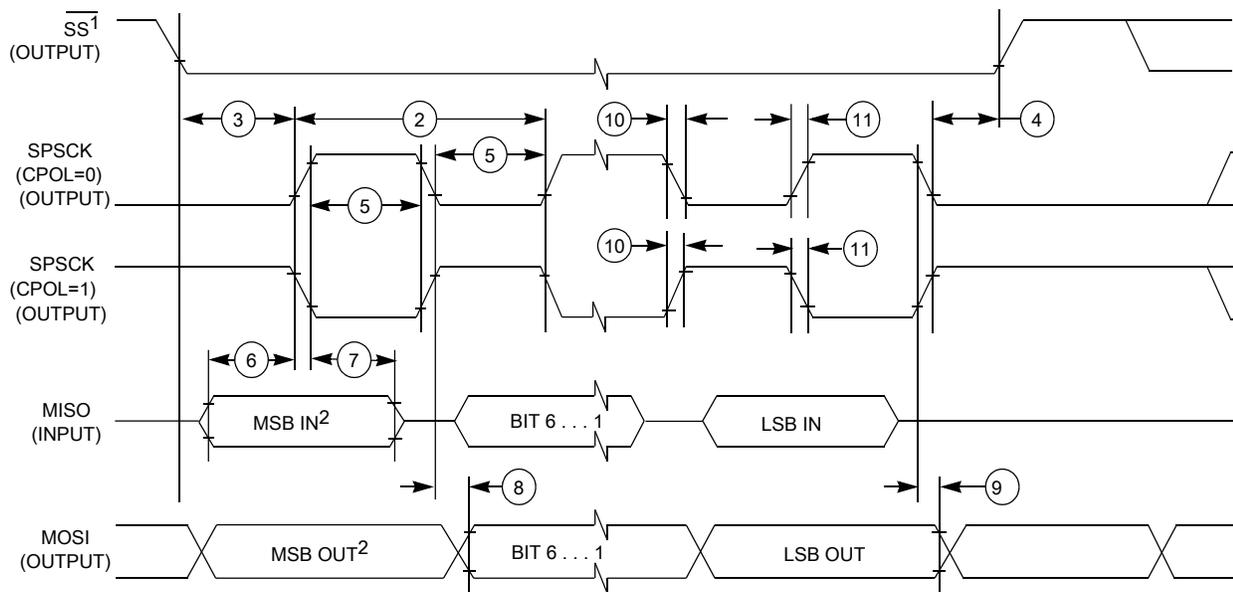 SS1
(OUTPUT)
3
2
10
11
4
SPSCK
(CPOL=0)
(OUTPUT)
5
5
10
11
SPSCK
(CPOL=1)
(OUTPUT)
6
7
MISO
(INPUT)
MSB IN2
BIT 6 . . . 1
LSB IN
8
9
MOSI
(OUTPUT)
MSB OUT2
BIT 6 . . . 1
LSB OUT